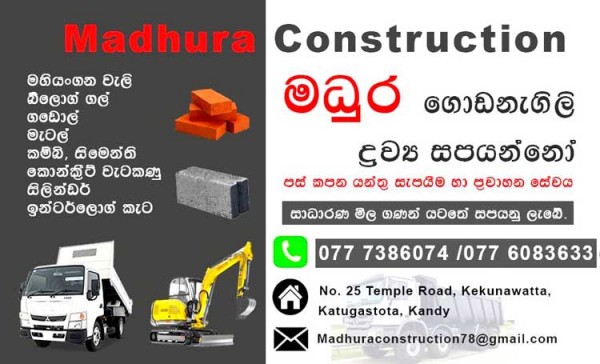 Madhura Construction
මහියංගන වැලි
බ්ලොග් ගල්
ගඩොල්
මැටල්
කම්බි, සිමෙන්ති
කොන්ක්‍රීට් වැටකණු
සිලින්ඩර්
ඉන්ටර්ලොග් කැට
මධුර ගොඩනැගිලි
ද්‍රව්‍ය සපයන්නෝ
පස් කපන යන්ත්‍ර සැපයීම හා ප්‍රවාහන සේවය
සාධාරණ මිල ගණන් යටතේ සපයනු ලැබේ.
077 7386074 /077 6083633
No. 25 Temple Road, Kekunawatta,
Katugastota, Kandy
Madhuraconstruction78@gmail.com